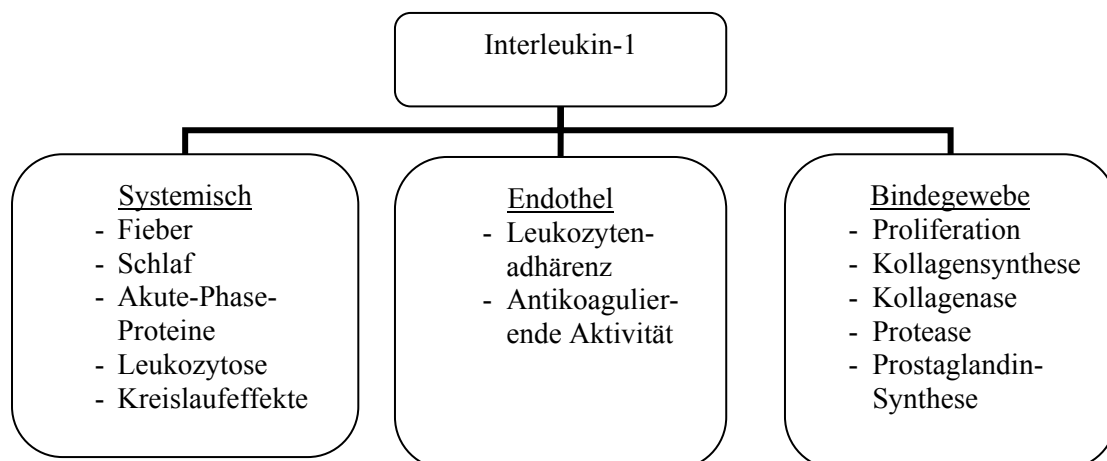 Interleukin-1
Systemisch
- Fieber
- Schlaf
- Akute-Phase-
Proteine
- Leukozytose
- Kreislaufeffekte
Endothel
- Leukozyten-
adhärenz
- Antikoagulier-
ende Aktivität
Bindegewebe
- Proliferation
- Kollagensynthese
- Kollagenase
- Protease
- Prostaglandin-
Synthese